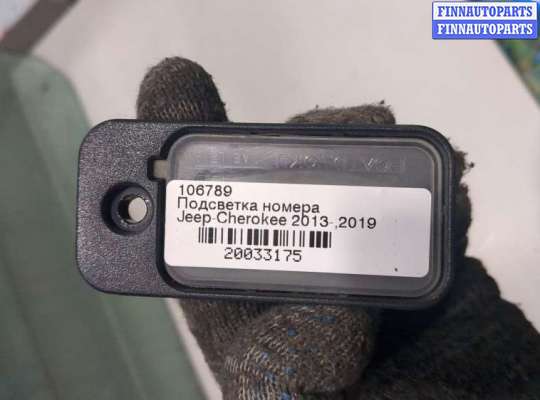 FINNAUTOPARTS
FINNAUTOPARTS
106789
Подсветка номера
Jeep Cherokee 2013-,2019
20033175